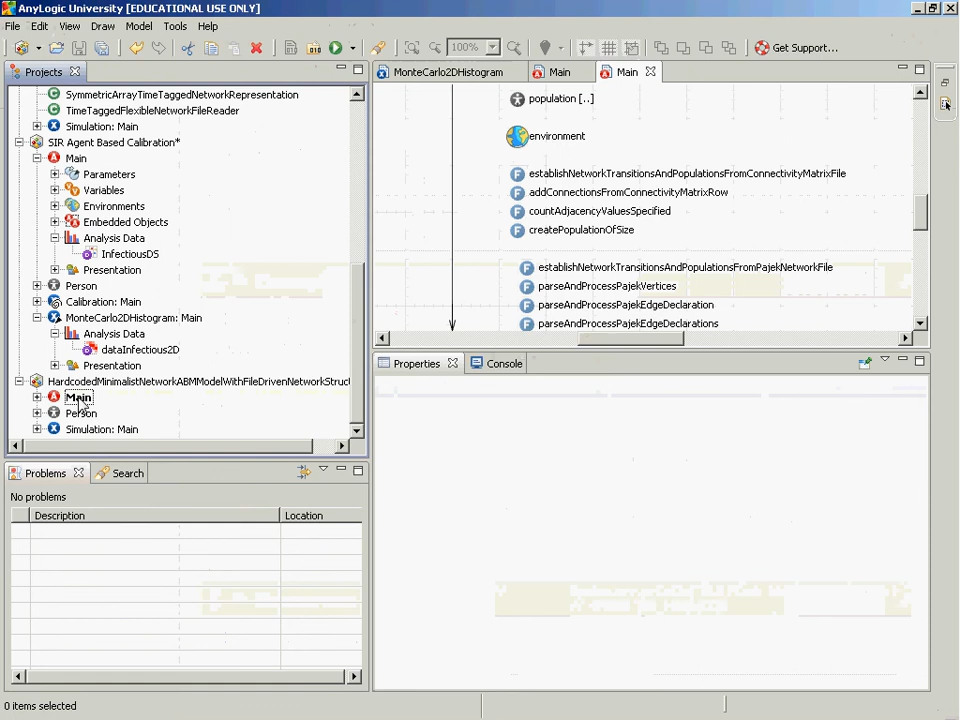 AnyLogic University [EDUCATIONAL USE ONLY]
File Edit View Draw Model Tools Help
100% Get Support...
Projects
SymmetricArrayTimeTaggedNetworkRepresentation
TimeTaggedFlexibleNetworkFileReader
Simulation: Main
SIR Agent Based Calibration*
Main
Parameters
Variables
Environments
Embedded Objects
Analysis Data
InfectiousDS
Presentation
Person
Calibration: Main
MonteCarlo2DHistogram: Main
Analysis Data
dataInfectious2D
Presentation
HardcodedMinimalistNetworkABMModelWithFileDrivenNetworkStruct
Main
Person
Simulation: Main
MonteCarlo2DHistogram Main Main
population [..]
environment
establishNetworkTransitionsAndPopulationsFromConnectivityMatrixFile
addConnectionsFromConnectivityMatrixRow
countAdjacencyValuesSpecified
createPopulationOfSize
establishNetworkTransitionsAndPopulationsFromPajekNetworkFile
parseAndProcessPajekVertices
parseAndProcessPajekEdgeDeclaration
parseAndProcessPajekEdgeDeclarations
Properties Console
Problems Search
No problems
Description Location
0 items selected